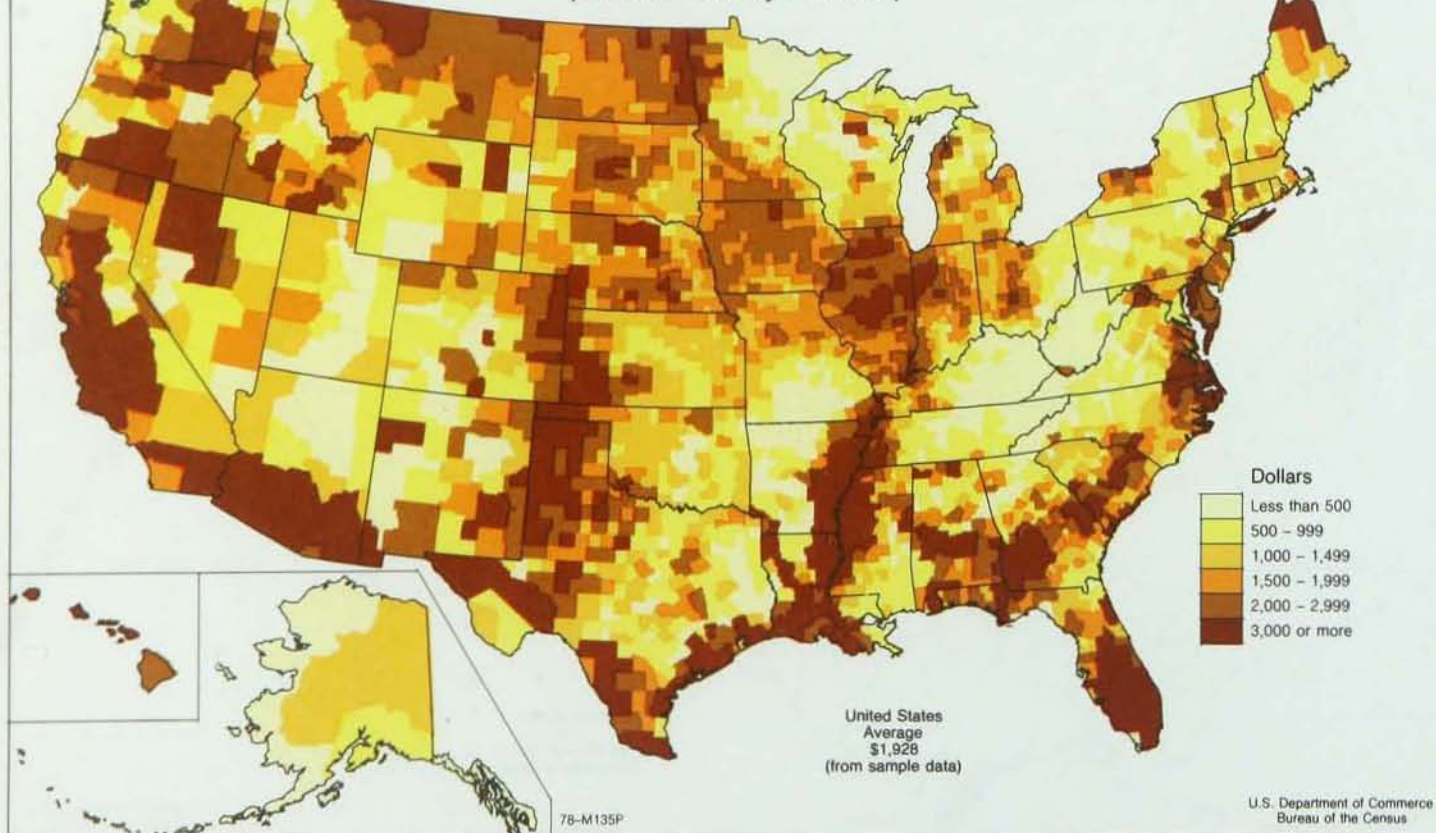 Dollars
Less than 500
500 – 999
1,000 – 1,499
1,500 – 1,999
2,000 – 2,999
3,000 or more
United States
Average
$1,928
(from sample data)
78–M135P
U.S. Department of Commerce
Bureau of the Census